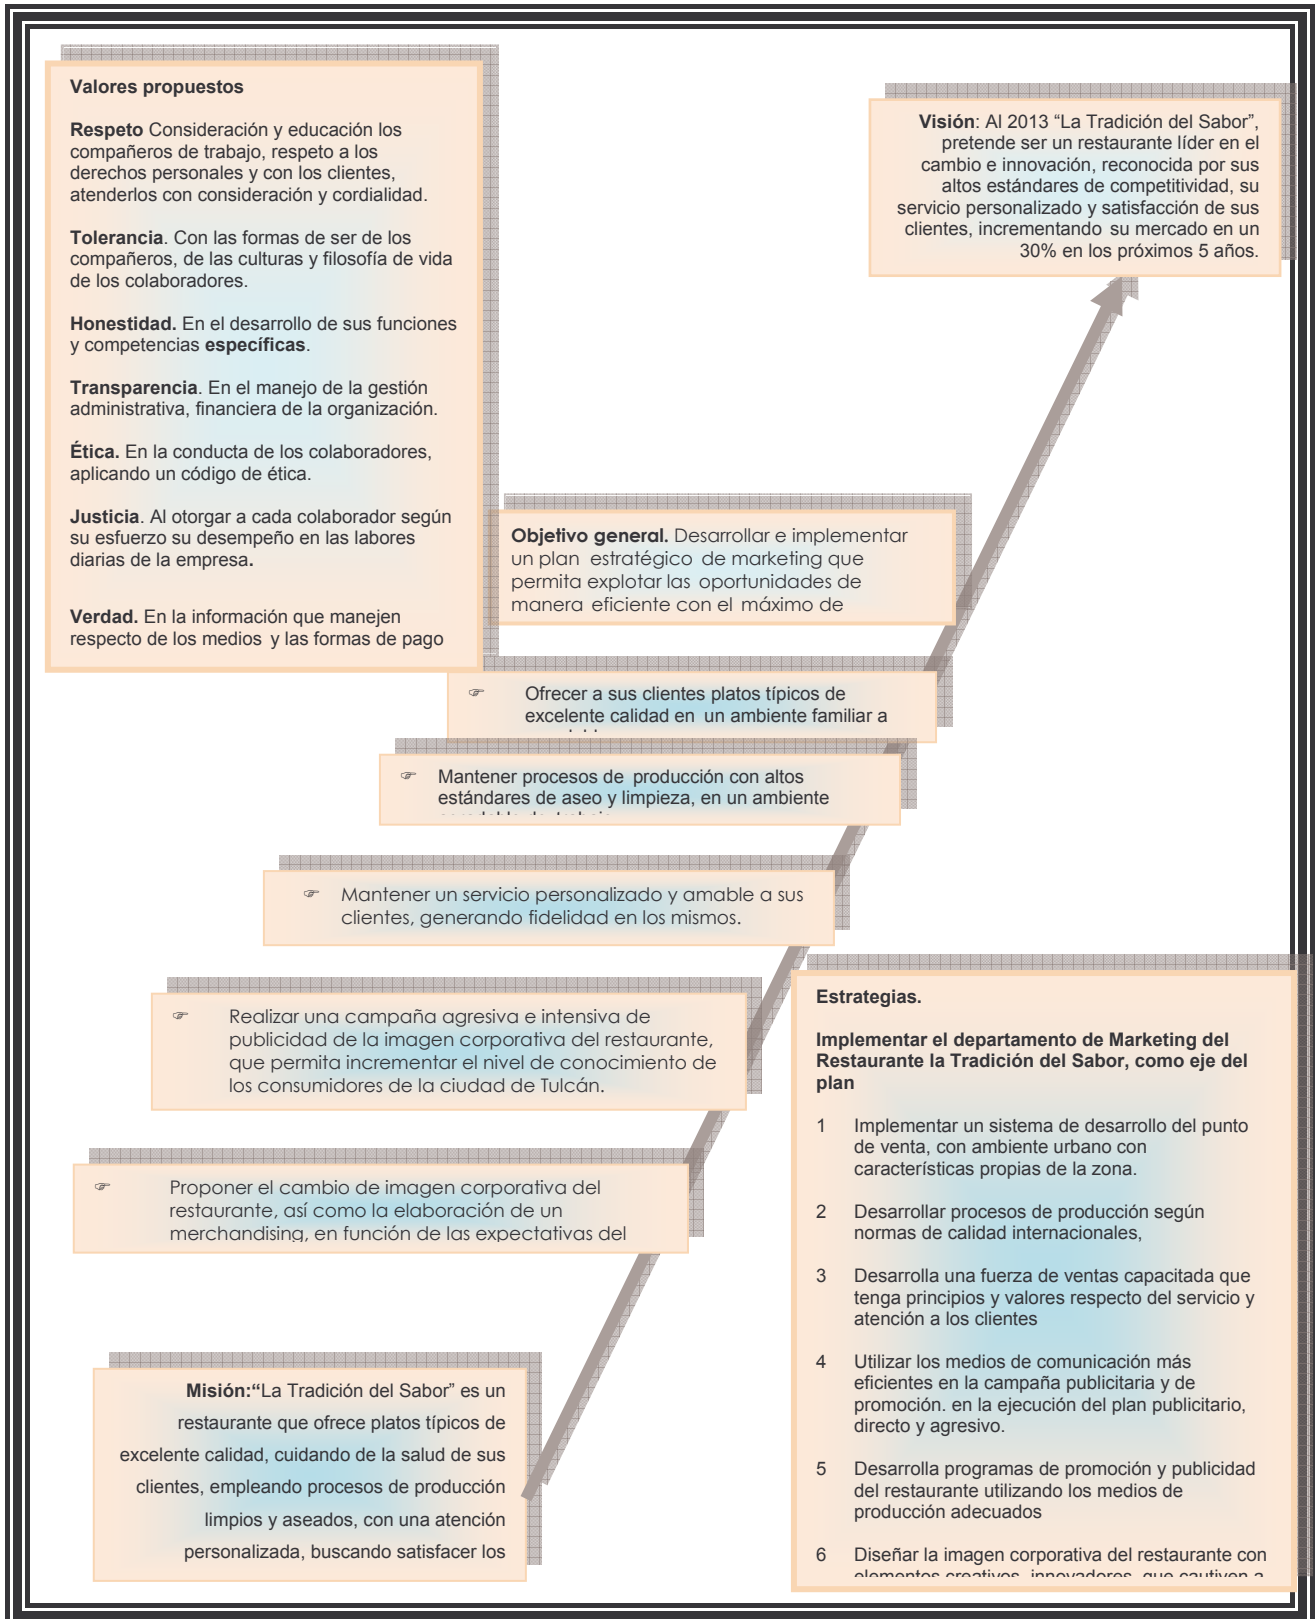 Valores propuestos
Respeto Consideración y educación los
compañeros de trabajo, respeto a los
derechos personales y con los clientes,
atenderlos con consideración y cordialidad.
Tolerancia. Con las formas de ser de los
compañeros, de las culturas y filosofía de vida
de los colaboradores.
Honestidad. En el desarrollo de sus funciones
y competencias específicas.
Transparencia. En el manejo de la gestión
administrativa, financiera de la organización.
Ética. En la conducta de los colaboradores,
aplicando un código de ética.
Justicia. Al otorgar a cada colaborador según
su esfuerzo su desempeño en las labores
diarias de la empresa.
Verdad. En la información que manejen
respecto de los medios y las formas de pago
Visión: Al 2013 “La Tradición del Sabor”,
pretende ser un restaurante líder en el
cambio e innovación, reconocida por sus
altos estándares de competitividad, su
servicio personalizado y satisfacción de sus
clientes, incrementando su mercado en un
30% en los próximos 5 años.
Objetivo general. Desarrollar e implementar
un plan estratégico de marketing que
permita explotar las oportunidades de
manera eficiente con el máximo de
☞ Ofrecer a sus clientes platos típicos de
excelente calidad en un ambiente familiar a
☞ Mantener procesos de producción con altos
estándares de aseo y limpieza, en un ambiente
☞ Mantener un servicio personalizado y amable a sus
clientes, generando fidelidad en los mismos.
☞ Realizar una campaña agresiva e intensiva de
publicidad de la imagen corporativa del restaurante,
que permita incrementar el nivel de conocimiento de
los consumidores de la ciudad de Tulcán.
☞ Proponer el cambio de imagen corporativa del
restaurante, así como la elaboración de un
merchandising, en función de las expectativas del
Misión:“La Tradición del Sabor” es un
restaurante que ofrece platos típicos de
excelente calidad, cuidando de la salud de sus
clientes, empleando procesos de producción
limpios y aseados, con una atención
personalizada, buscando satisfacer los
Estrategias.
Implementar el departamento de Marketing del
Restaurante la Tradición del Sabor, como eje del
plan
1 Implementar un sistema de desarrollo del punto
de venta, con ambiente urbano con
características propias de la zona.
2 Desarrollar procesos de producción según
normas de calidad internacionales,
3 Desarrolla una fuerza de ventas capacitada que
tenga principios y valores respecto del servicio y
atención a los clientes
4 Utilizar los medios de comunicación más
eficientes en la campaña publicitaria y de
promoción. en la ejecución del plan publicitario,
directo y agresivo.
5 Desarrolla programas de promoción y publicidad
del restaurante utilizando los medios de
producción adecuados
6 Diseñar la imagen corporativa del restaurante con
elementos creativos, innovadores, que cautiven a